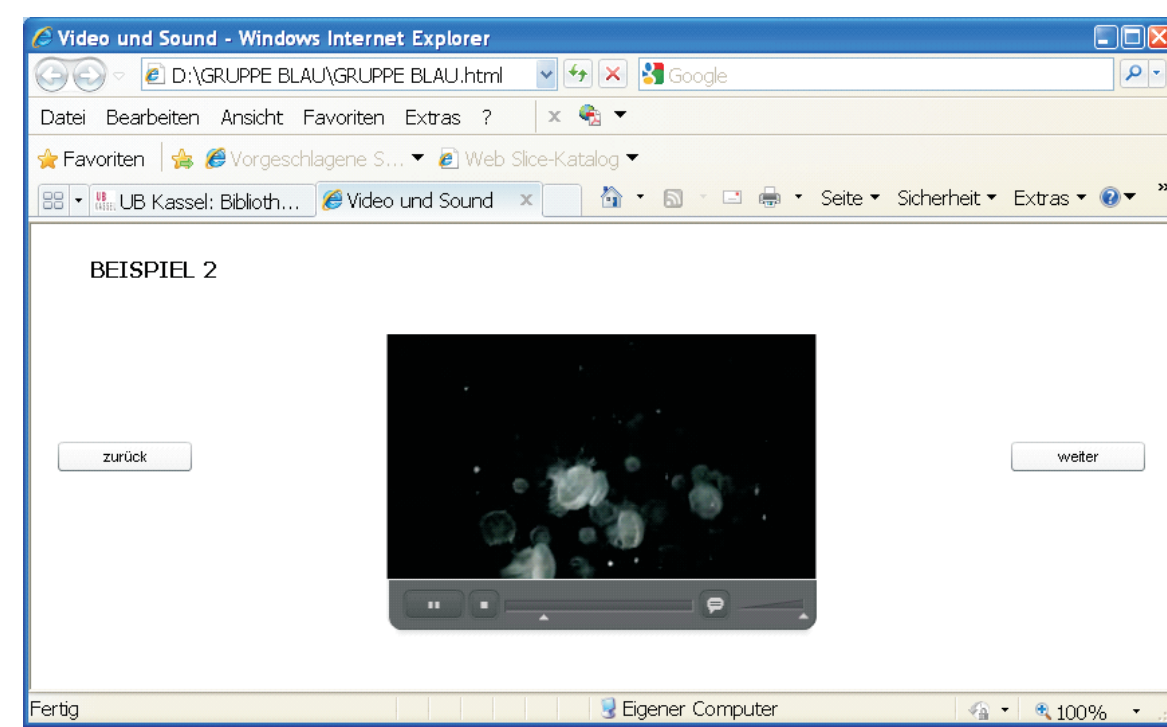 Video und Sound - Windows Internet Explorer
D:\GRUPPE BLAU\GRUPPE BLAU.html Google
Datei Bearbeiten Ansicht Favoriten Extras ? x
Favoriten Vorgeschlagene S... Web Slice-Katalog
UB Kassel: Biblioth... Video und Sound x Seite Sicherheit Extras »
BEISPIEL 2
zurück weiter
Fertig Eigener Computer 100%